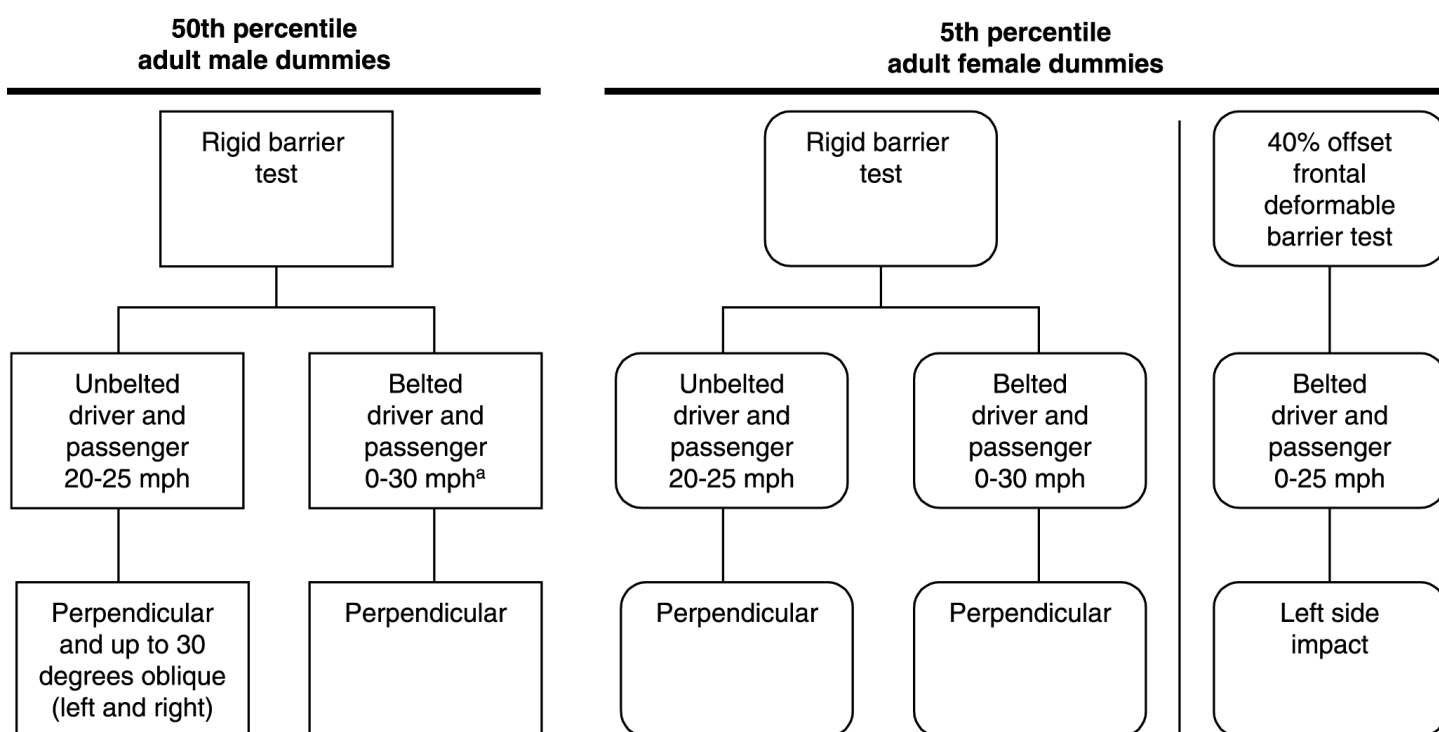 50th percentile
adult male dummies
5th percentile
adult female dummies
Rigid barrier
test
Rigid barrier
test
40% offset
frontal
deformable
barrier test
Unbelted
driver and
passenger
20-25 mph
Belted
driver and
passenger
0-30 mphᵃ
Unbelted
driver and
passenger
20-25 mph
Belted
driver and
passenger
0-30 mph
Belted
driver and
passenger
0-25 mph
Perpendicular
and up to 30
degrees oblique
(left and right)
Perpendicular
Perpendicular
Perpendicular
Left side
impact